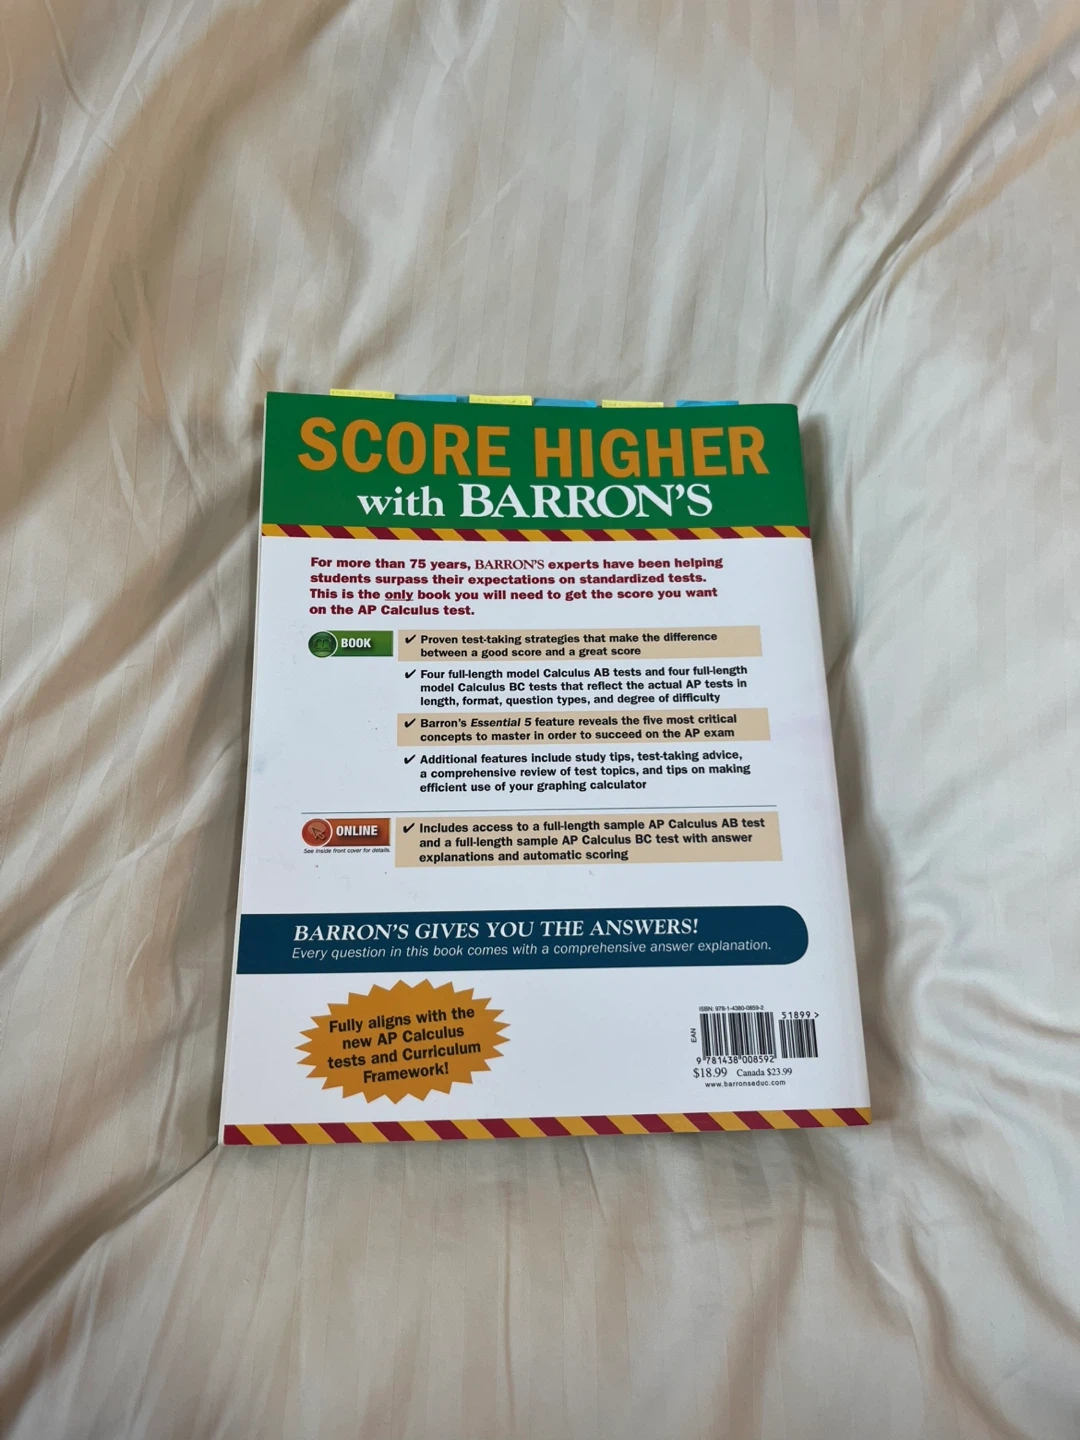 SCORE HIGHER
with BARRON'S
For more than 75 years, BARRON'S experts have been helping
students surpass their expectations on standardized tests.
This is the only book you will need to get the score you want
on the AP Calculus test.
BOOK
✔ Proven test-taking strategies that make the difference
between a good score and a great score
✔ Four full-length model Calculus AB tests and four full-length
model Calculus BC tests that reflect the actual AP tests in
length, format, question types, and degree of difficulty
✔ Barron's Essential 5 feature reveals the five most critical
concepts to master in order to succeed on the AP exam
✔ Additional features include study tips, test-taking advice,
a comprehensive review of test topics, and tips on making
efficient use of your graphing calculator
ONLINE
See inside front cover for details.
✔ Includes access to a full-length sample AP Calculus AB test
and a full-length sample AP Calculus BC test with answer
explanations and automatic scoring
BARRON'S GIVES YOU THE ANSWERS!
Every question in this book comes with a comprehensive answer explanation.
Fully aligns with the
new AP Calculus
tests and Curriculum
Framework!
ISBN: 978-1-4380-0859-2
EAN
51899 >
9 781438 008592
$18.99 Canada $23.99
www.barronseduc.com